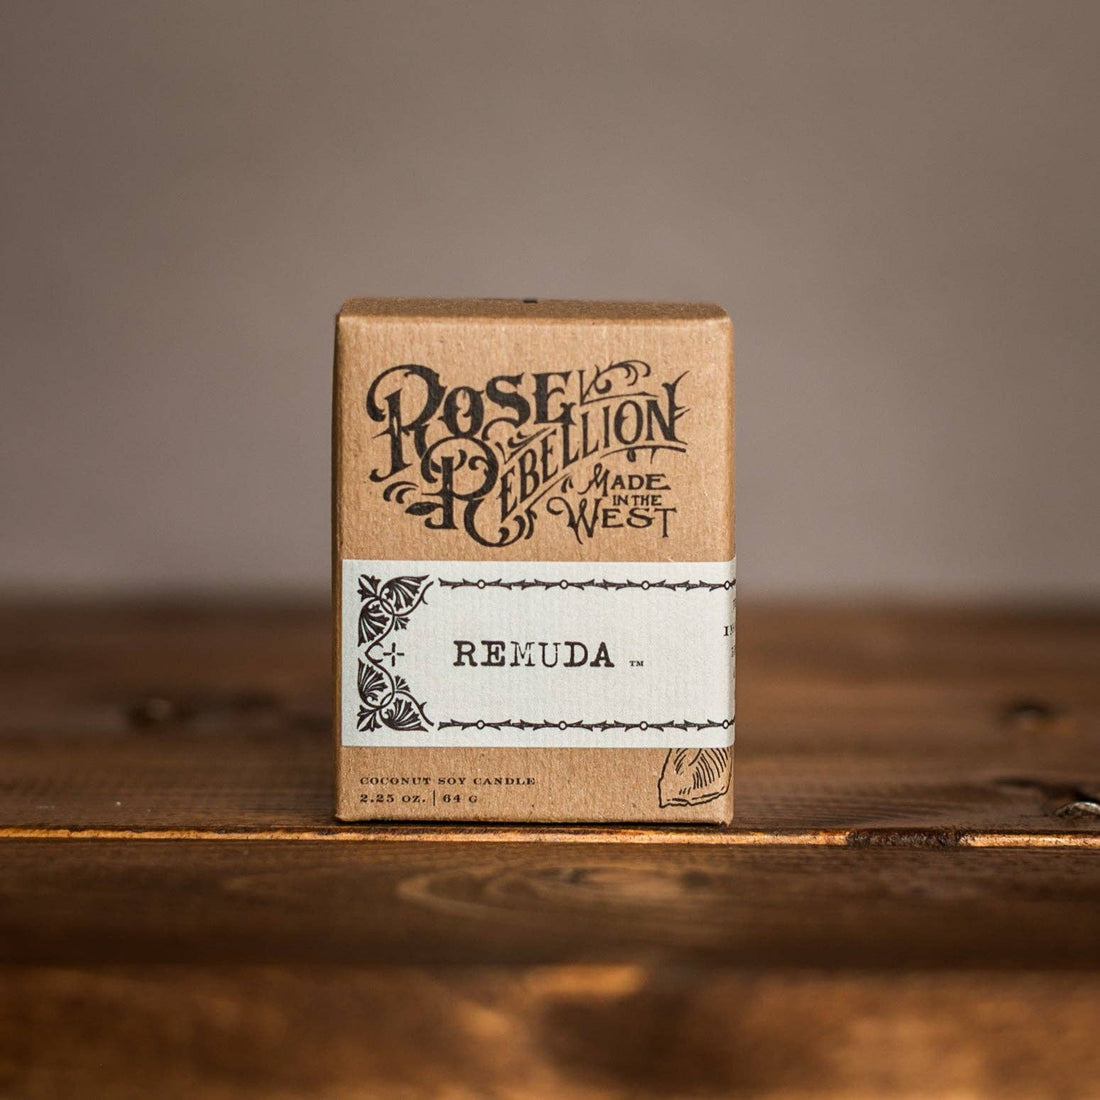 ROSE
REBELLION
MADE
IN THE
WEST
REMUDA ™
COCONUT SOY CANDLE
2.25 OZ. | 64 G